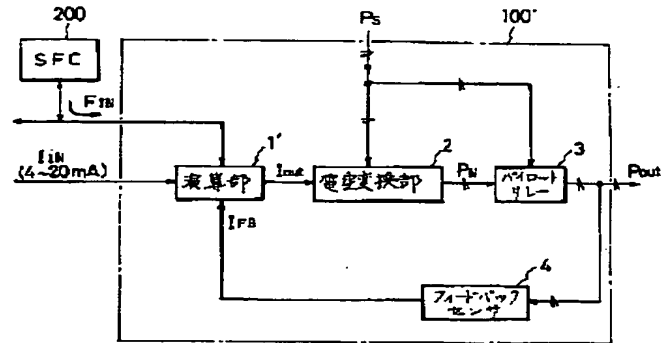 200
SFC
Ps
100'
FIN
IIN
(4~20mA)
1'
演算部
Iout
2
電空変換部
PN
3
パイロート
リレー
Pout
IFB
4
フィードバック
センサ